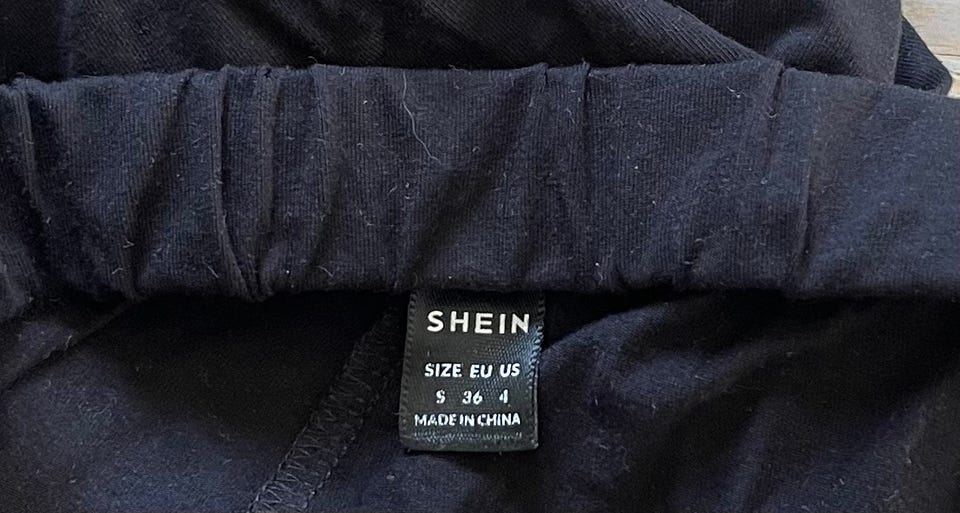 SHEIN
SIZE EU US
S 36 4
MADE IN CHINA